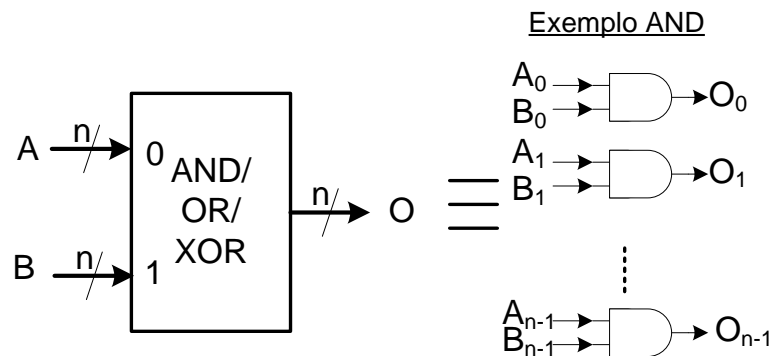 Exemplo AND
A n
B n
0
1
AND/
OR/
XOR
n O
A0
B0
O0
A1
B1
O1
An-1
Bn-1
On-1